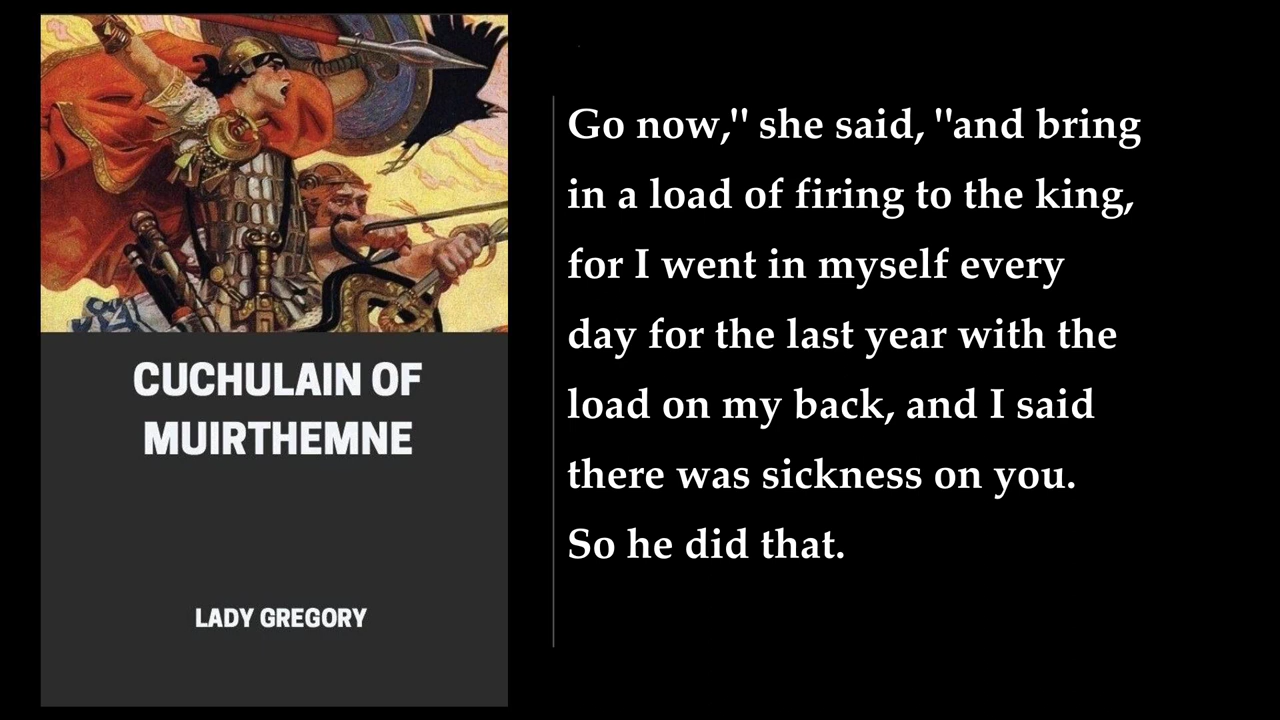 CUCHULAIN OF
MUIRTHEMNE
LADY GREGORY
Go now," she said, "and bring
in a load of firing to the king,
for I went in myself every
day for the last year with the
load on my back, and I said
there was sickness on you.
So he did that.